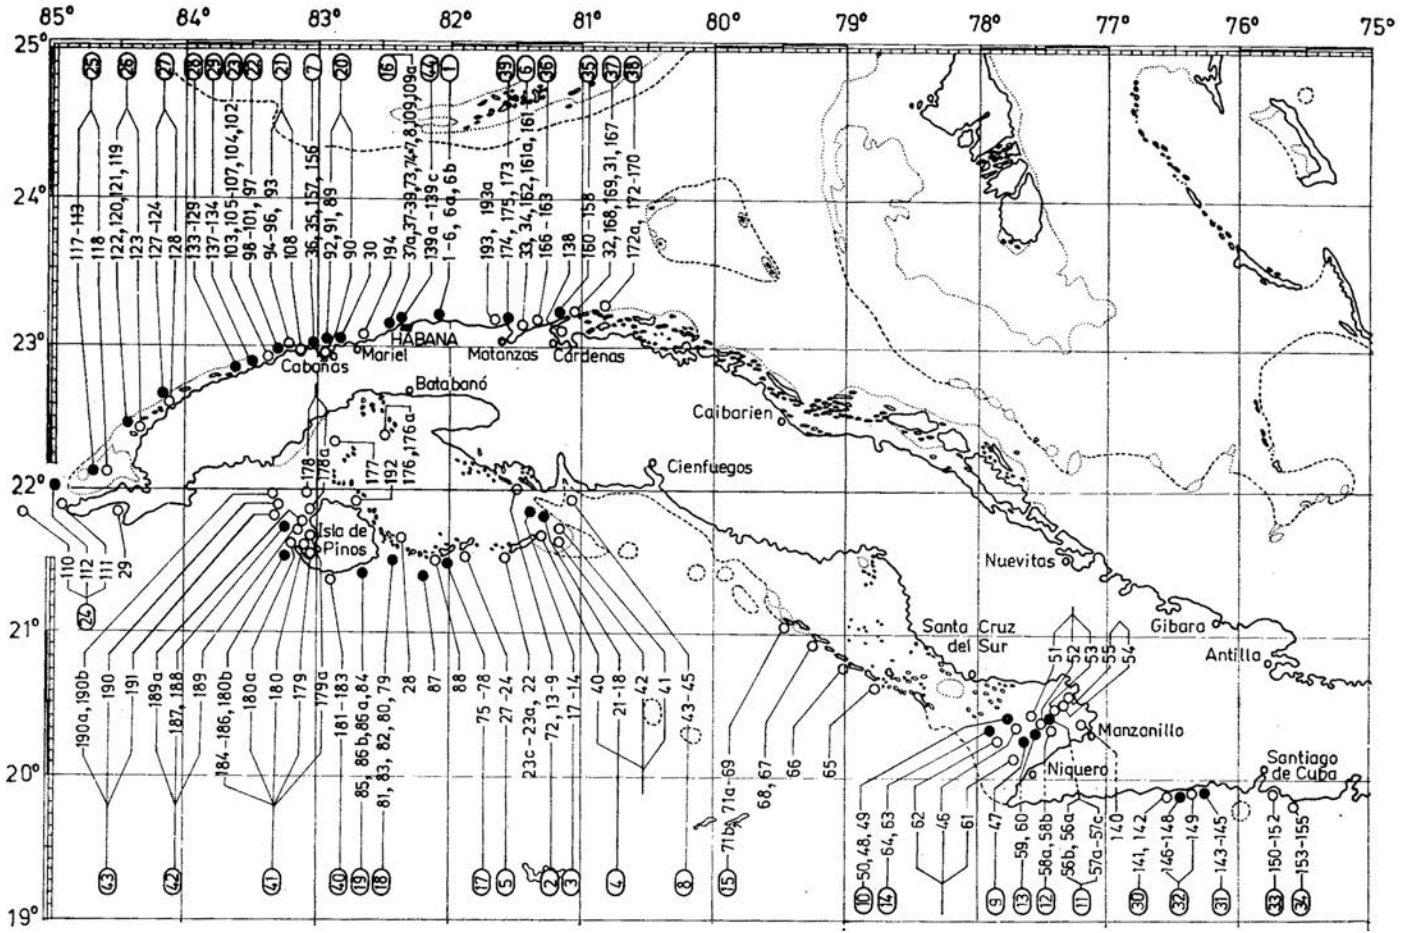 84° 83° 82° 81° 80° 79° 78° 77° 76° 75°
85°
25°
24°
23°
22°
21°
20°
19°
25 26 27 28 29 23 22 21 7 20 16 44 1 39 6 36 35 37 38
117-113
118
122, 120, 121, 119
123
127-124
128
133-129
137-134
103, 105-107, 104, 102
98-101, 97
94-96, 93
108
36, 35, 157, 156
92, 91, 89
90
30
194
37a, 37-39, 73, 74-78, 109, 109a
139a-139c
1-6, 6a, 6b
193, 193a
174, 175, 173
33, 34, 162, 161a, 161
166-163
138
160-158
32, 168, 169, 31, 167
172a, 172-170
HABANA
Mariel
Cabañas
Matanzas
Cárdenas
Batabanó
Caibarien
Cienfuegos
178
178a
177
192
176, 176a
Isla de
Pinos
Nuevitas
110
112
111
29
24
Santa Cruz
del Sur
Gibara
Antilla
51
52
53
55
54
Manzanillo
Niquero
Santiago
de Cuba
190a, 190b
190
191
189a
187, 188
189
184-186, 180b
180a
180
179
179a
181-183
85, 86b, 86a, 84
81, 83, 82, 80, 79
28
87
88
75-78
27-24
23c-23a, 22
72, 13-9
17-14
40
21-18
42
41
43-45
71b, 71a-69
68, 67
66
65
50, 48, 49
64, 63
62
46
61
47
59, 60
58a, 58b
56b, 56a
57a-57c
140
141, 142
146-148
149
143-145
150-152
153-155
43 42 41 40 19 18 17 5 2 3 4 8 15 10 14 9 13 12 11 30 32 31 33 34